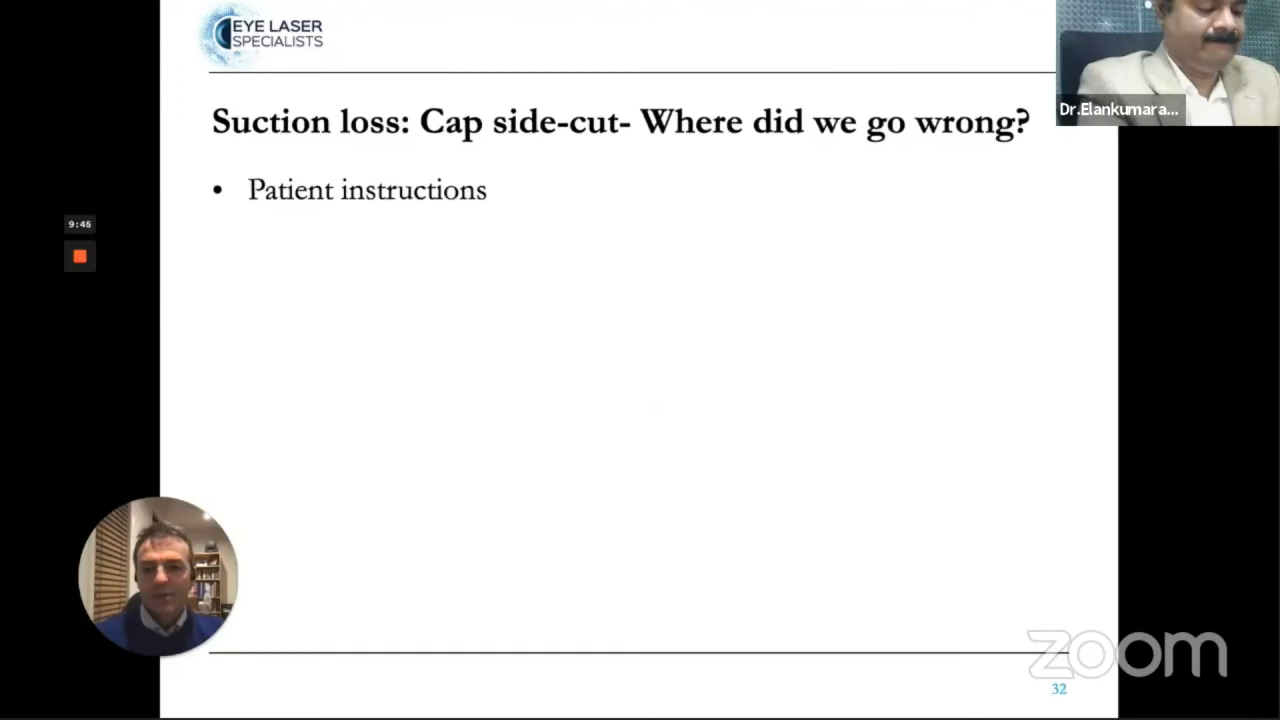 EYE LASER
SPECIALISTS
Dr.Elankumara...
Suction loss: Cap side-cut- Where did we go wrong?
• Patient instructions
9:45
zoom
32